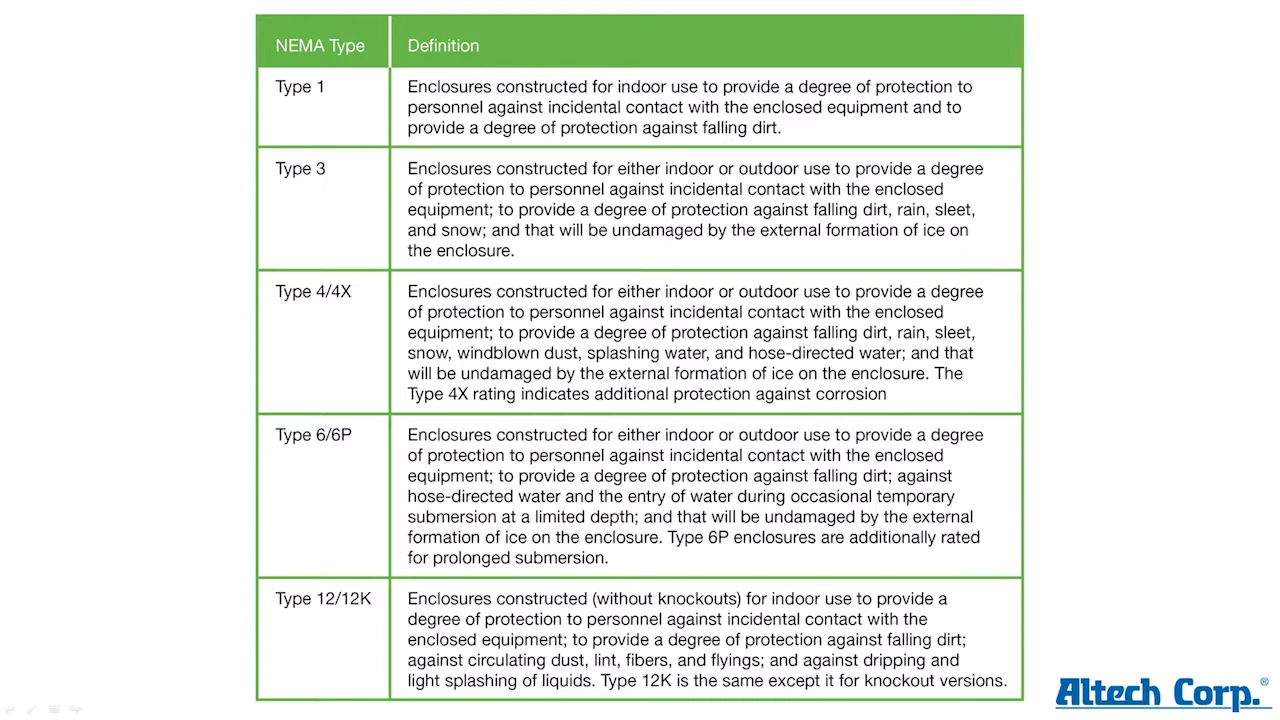 NEMA Type
Definition
Type 1
Enclosures constructed for indoor use to provide a degree of protection to
personnel against incidental contact with the enclosed equipment and to
provide a degree of protection against falling dirt.
Type 3
Enclosures constructed for either indoor or outdoor use to provide a degree
of protection to personnel against incidental contact with the enclosed
equipment; to provide a degree of protection against falling dirt, rain, sleet,
and snow; and that will be undamaged by the external formation of ice on
the enclosure.
Type 4/4X
Enclosures constructed for either indoor or outdoor use to provide a degree
of protection to personnel against incidental contact with the enclosed
equipment; to provide a degree of protection against falling dirt, rain, sleet,
snow, windblown dust, splashing water, and hose-directed water; and that
will be undamaged by the external formation of ice on the enclosure. The
Type 4X rating indicates additional protection against corrosion
Type 6/6P
Enclosures constructed for either indoor or outdoor use to provide a degree
of protection to personnel against incidental contact with the enclosed
equipment; to provide a degree of protection against falling dirt; against
hose-directed water and the entry of water during occasional temporary
submersion at a limited depth; and that will be undamaged by the external
formation of ice on the enclosure. Type 6P enclosures are additionally rated
for prolonged submersion.
Type 12/12K
Enclosures constructed (without knockouts) for indoor use to provide a
degree of protection to personnel against incidental contact with the
enclosed equipment; to provide a degree of protection against falling dirt;
against circulating dust, lint, fibers, and flyings; and against dripping and
light splashing of liquids. Type 12K is the same except it for knockout versions.
Altech Corp.®